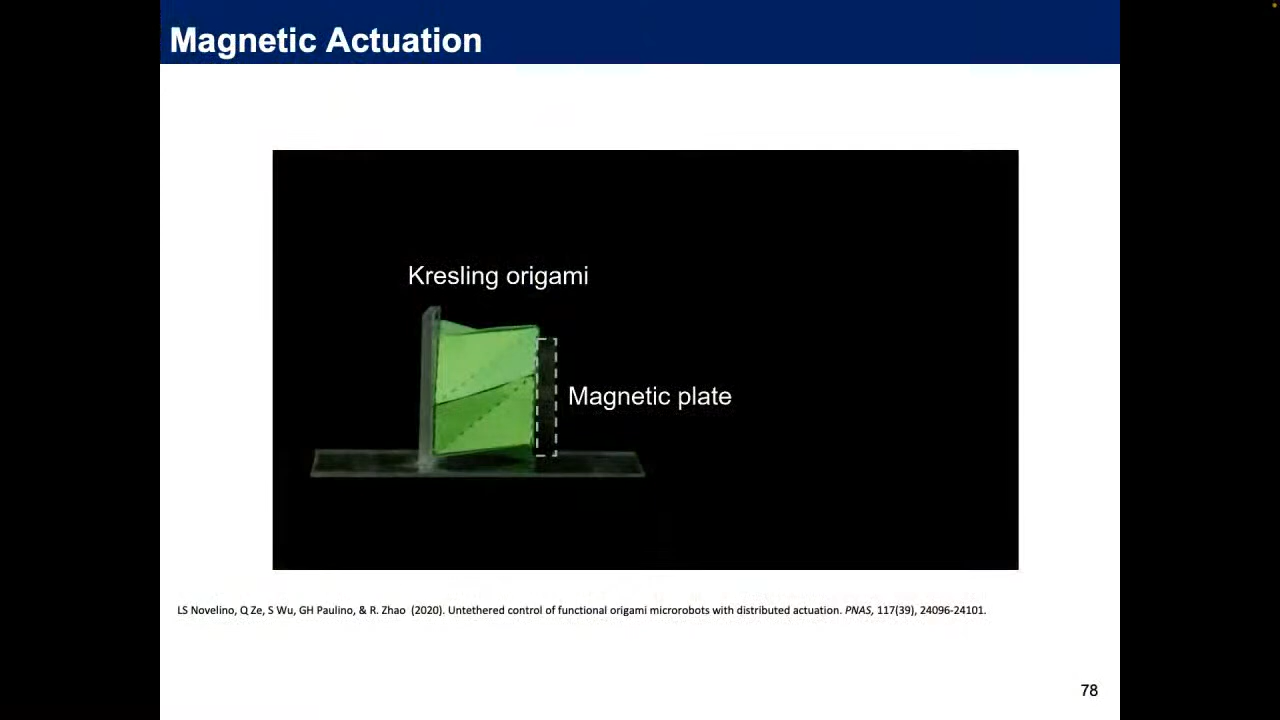 Magnetic Actuation
Kresling origami
Magnetic plate
LS Novelino, Q Ze, S Wu, GH Paulino, & R. Zhao (2020). Untethered control of functional origami microrobots with distributed actuation. PNAS, 117(39), 24096-24101.
78